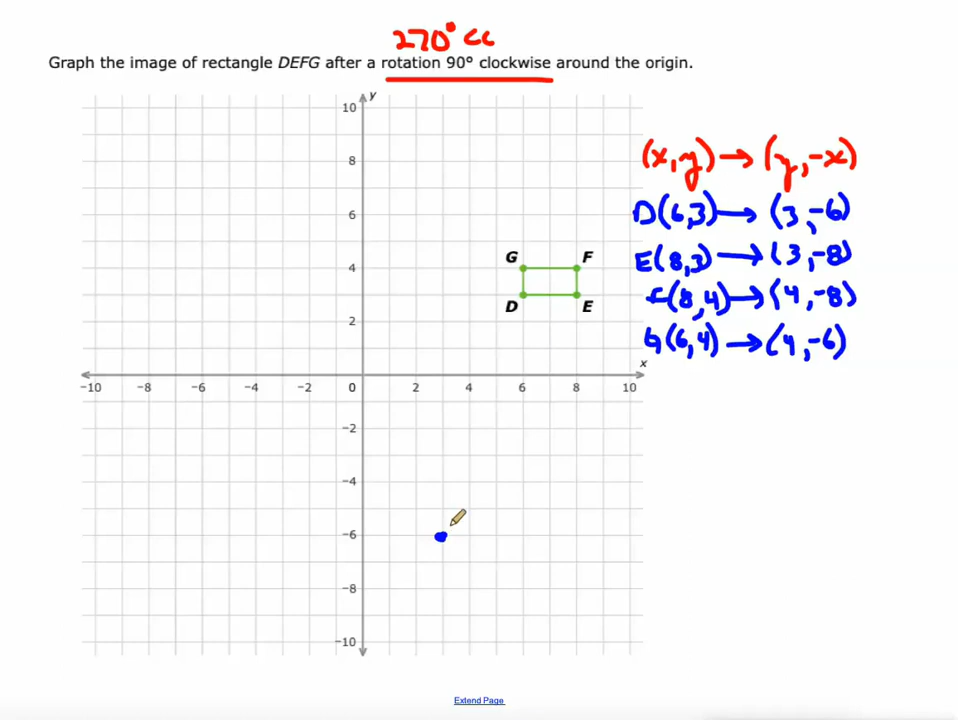 270° cc
Graph the image of rectangle DEFG after a rotation 90° clockwise around the origin.
y
10
8
6
4
2
(x,y) → (y,-x)
D(6,3) → (3,-6)
E(8,3) → (3,-8)
F(8,4) → (4,-8)
G(6,4) → (4,-6)
G F
D E
x
-10 -8 -6 -4 -2 0 2 4 6 8 10
-2
-4
-6
-8
-10
Extend Page